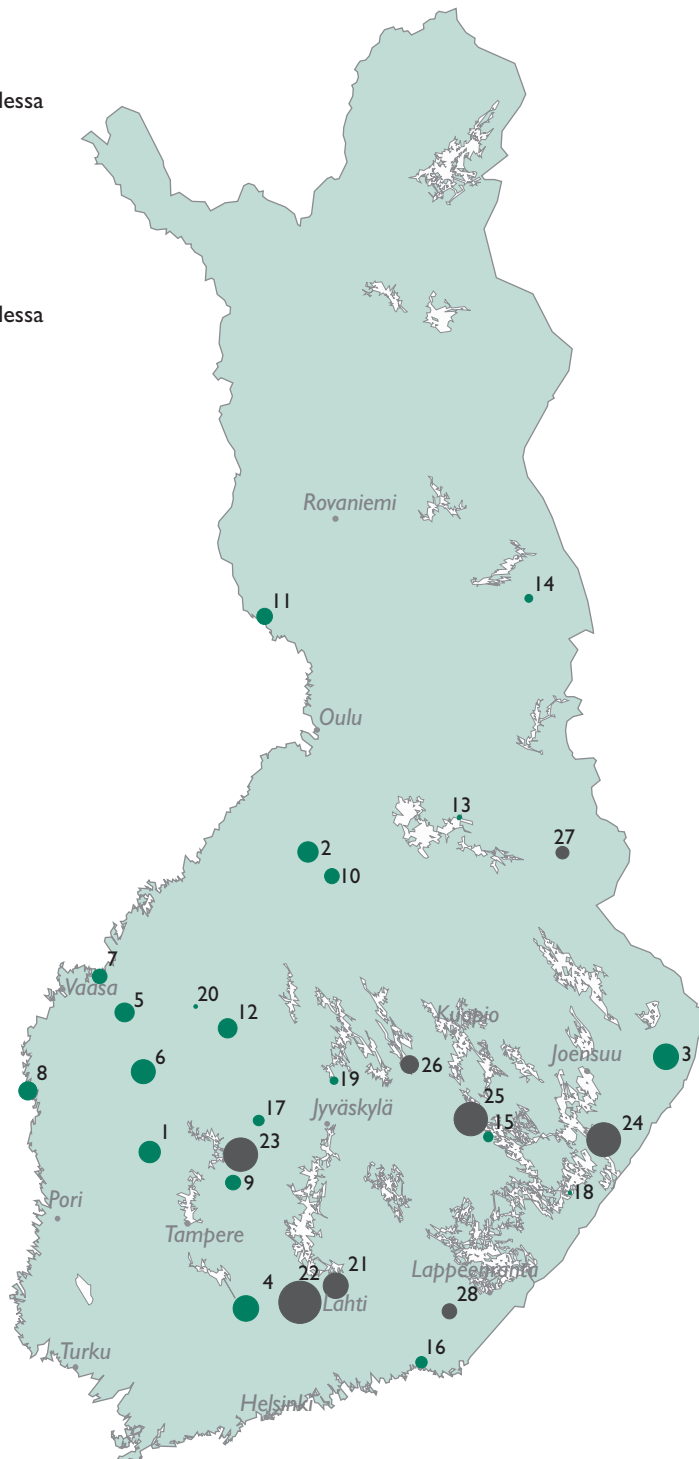 lessa
lessa
Rovaniemi
14
11
Oulu
13
27
2
10
7
Vaasa
20
5
12
Kuopio
Joensuu
3
26
6
19
8
25
17
Jyväskylä
15
24
1
23
9
18
Pori
Tampere
Lappeenranta
21
22
4
Lahti
28
16
Turku
Helsinki